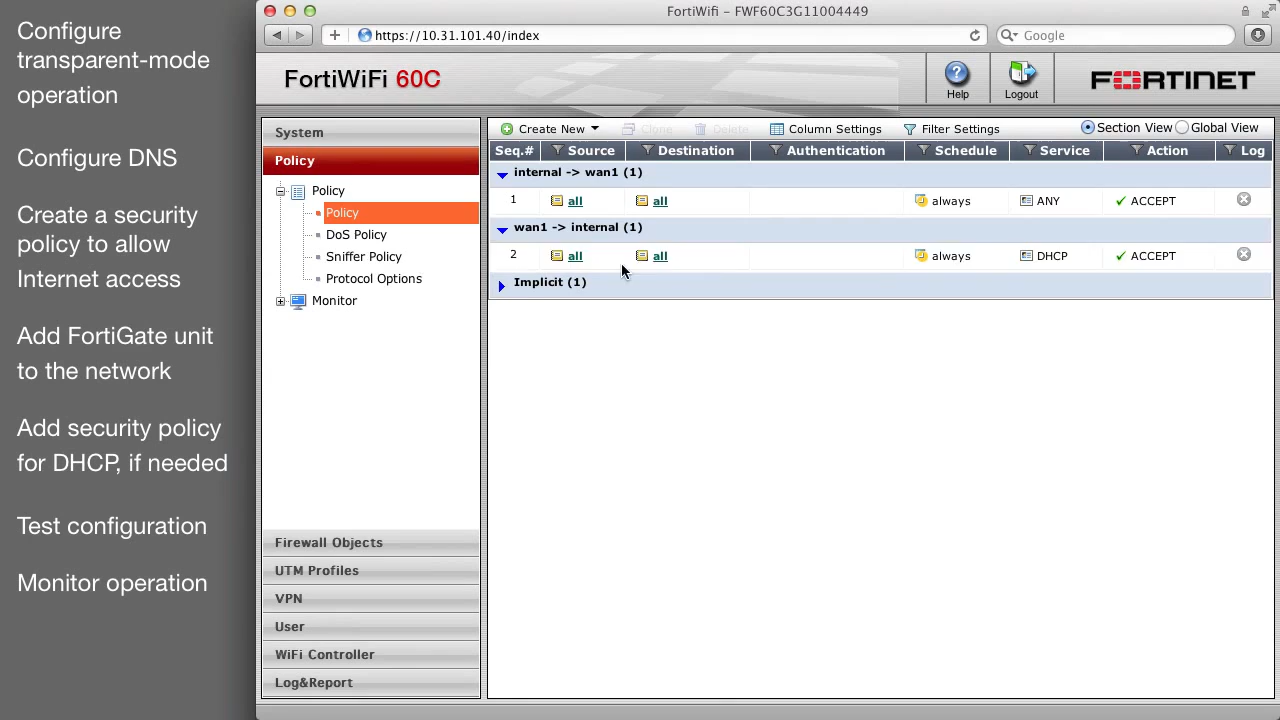 Configure
transparent-mode
operation
Configure DNS
Create a security
policy to allow
Internet access
Add FortiGate unit
to the network
Add security policy
for DHCP, if needed
Test configuration
Monitor operation
FortiWifi – FWF60C3G11004449
https://10.31.101.40/index
Google
FortiWiFi 60C
Help
Logout
FORTINET
System
Policy
Policy
Policy
DoS Policy
Sniffer Policy
Protocol Options
Monitor
Firewall Objects
UTM Profiles
VPN
User
WiFi Controller
Log&Report
Create New Clone Delete Column Settings Filter Settings Section View Global View
Seq.# Source Destination Authentication Schedule Service Action Log
internal -> wan1 (1)
1 all all always ANY ACCEPT
wan1 -> internal (1)
2 all all always DHCP ACCEPT
Implicit (1)